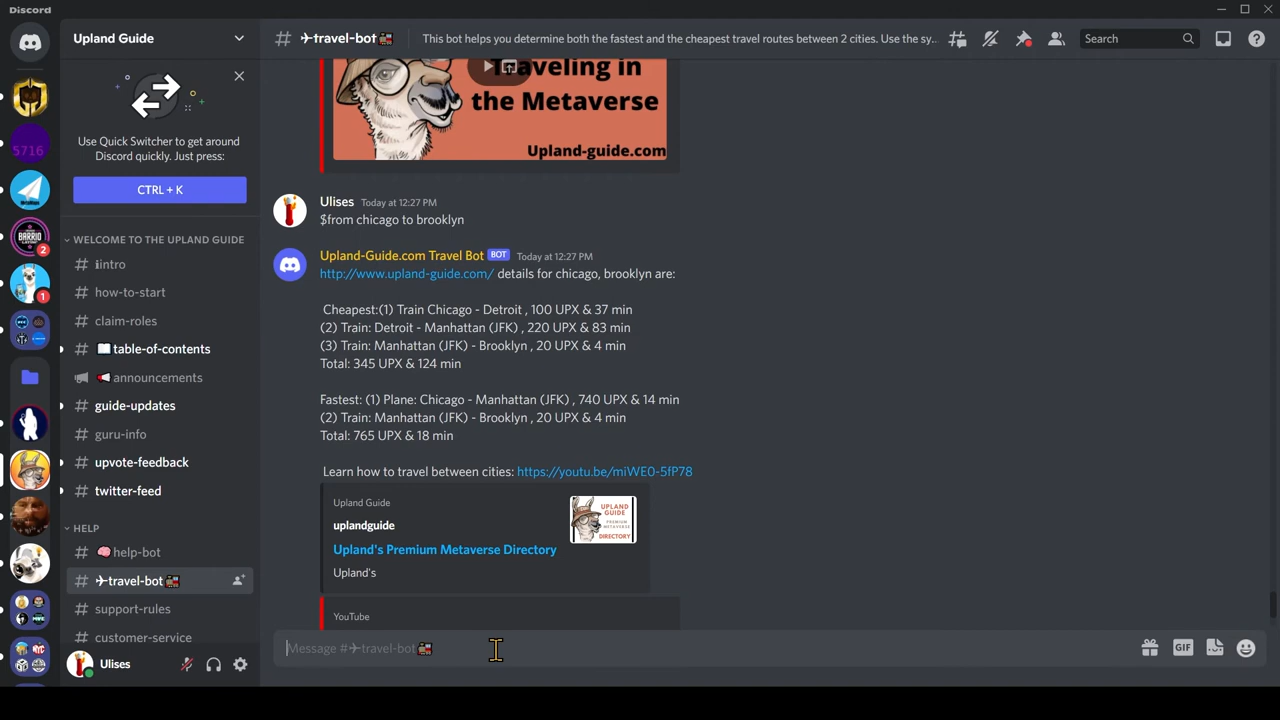 Discord
Upland Guide
# ✈travel-bot🚂
This bot helps you determine both the fastest and the cheapest travel routes between 2 cities. Use the sy...
Search
Use Quick Switcher to get around
Discord quickly. Just press:
CTRL + K
WELCOME TO THE UPLAND GUIDE
# ℹintro
# how-to-start
# claim-roles
# 📖table-of-contents
📢announcements
# guide-updates
# guru-info
# upvote-feedback
# twitter-feed
HELP
# 🧠help-bot
# ✈travel-bot🚂
# support-rules
# customer-service
Ulises
5716
2
1
Traveling in
the Metaverse
Upland-guide.com
Ulises Today at 12:27 PM
$from chicago to brooklyn
Upland-Guide.com Travel Bot BOT Today at 12:27 PM
http://www.upland-guide.com/ details for chicago, brooklyn are:
Cheapest:(1) Train Chicago - Detroit , 100 UPX & 37 min
(2) Train: Detroit - Manhattan (JFK) , 220 UPX & 83 min
(3) Train: Manhattan (JFK) - Brooklyn , 20 UPX & 4 min
Total: 345 UPX & 124 min
Fastest: (1) Plane: Chicago - Manhattan (JFK) , 740 UPX & 14 min
(2) Train: Manhattan (JFK) - Brooklyn , 20 UPX & 4 min
Total: 765 UPX & 18 min
Learn how to travel between cities: https://youtu.be/miWE0-5fP78
Upland Guide
uplandguide
Upland's Premium Metaverse Directory
Upland's
UPLAND
GUIDE
PREMIUM
METAVERSE
DIRECTORY
YouTube
Message #✈travel-bot🚂
GIF